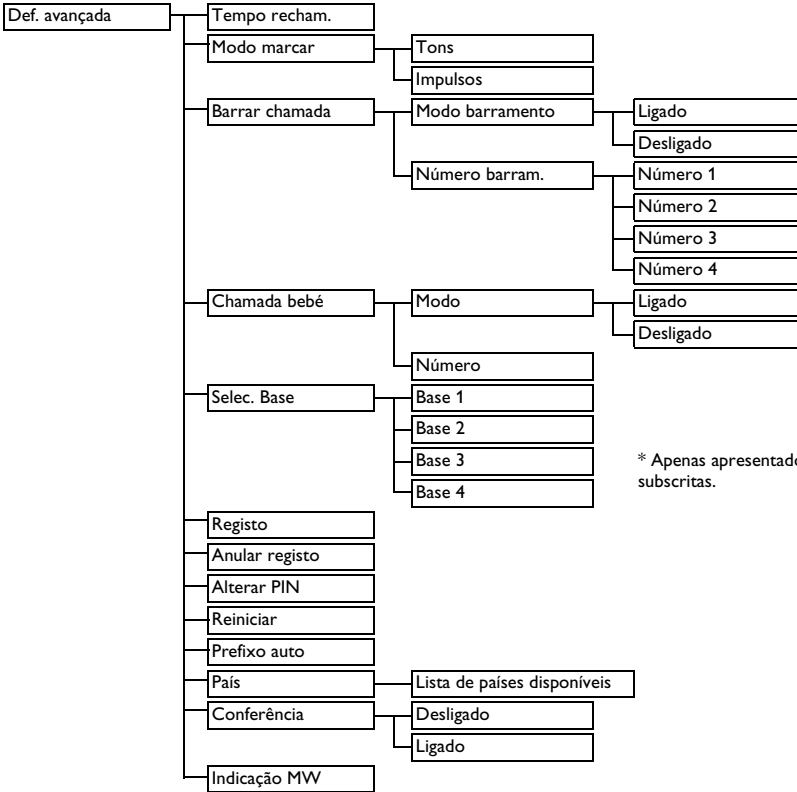 Def. avançada
Tempo recham.
Modo marcar
Tons
Impulsos
Barrar chamada
Modo barramento
Ligado
Desligado
Número barram.
Número 1
Número 2
Número 3
Número 4
Chamada bebé
Modo
Ligado
Desligado
Número
Selec. Base
Base 1
Base 2
Base 3
Base 4
* Apenas
subscritas.
Registo
Anular registo
Alterar PIN
Reiniciar
Prefixo auto
País
Lista de países disponíveis
Conferência
Desligado
Ligado
Indicação MW